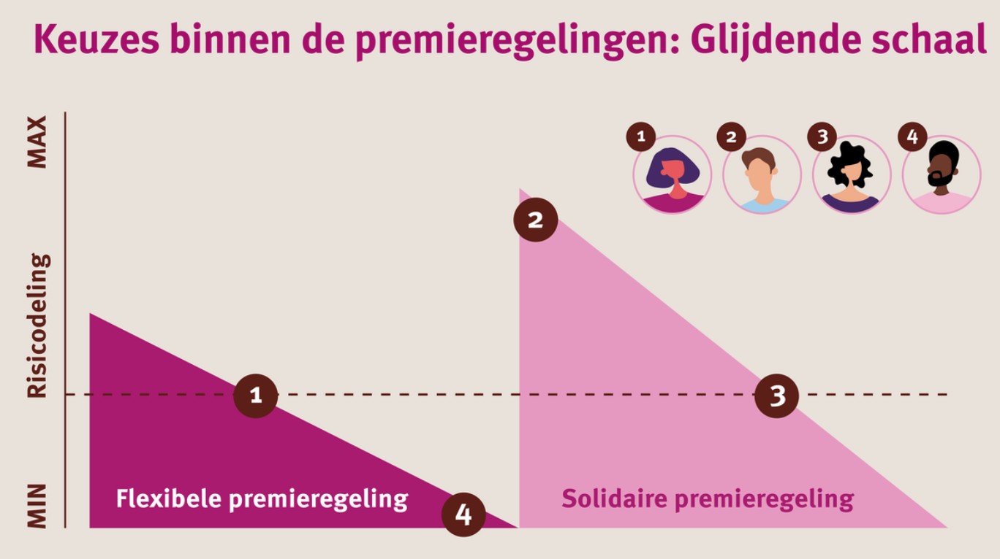 Keuzes binnen de premieregelingen: Glijdende schaal
MAX
Risicodeling
MIN
1
2
3
4
2
1
3
Flexibele premieregeling
4
Solidaire premieregeling